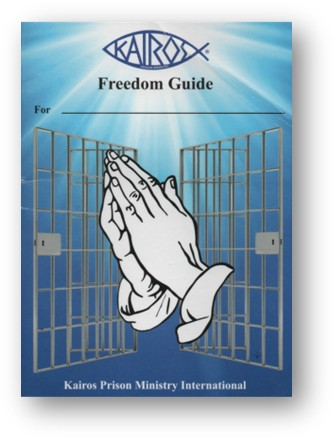 KAIROS
Freedom Guide
For
Kairos Prison Ministry International